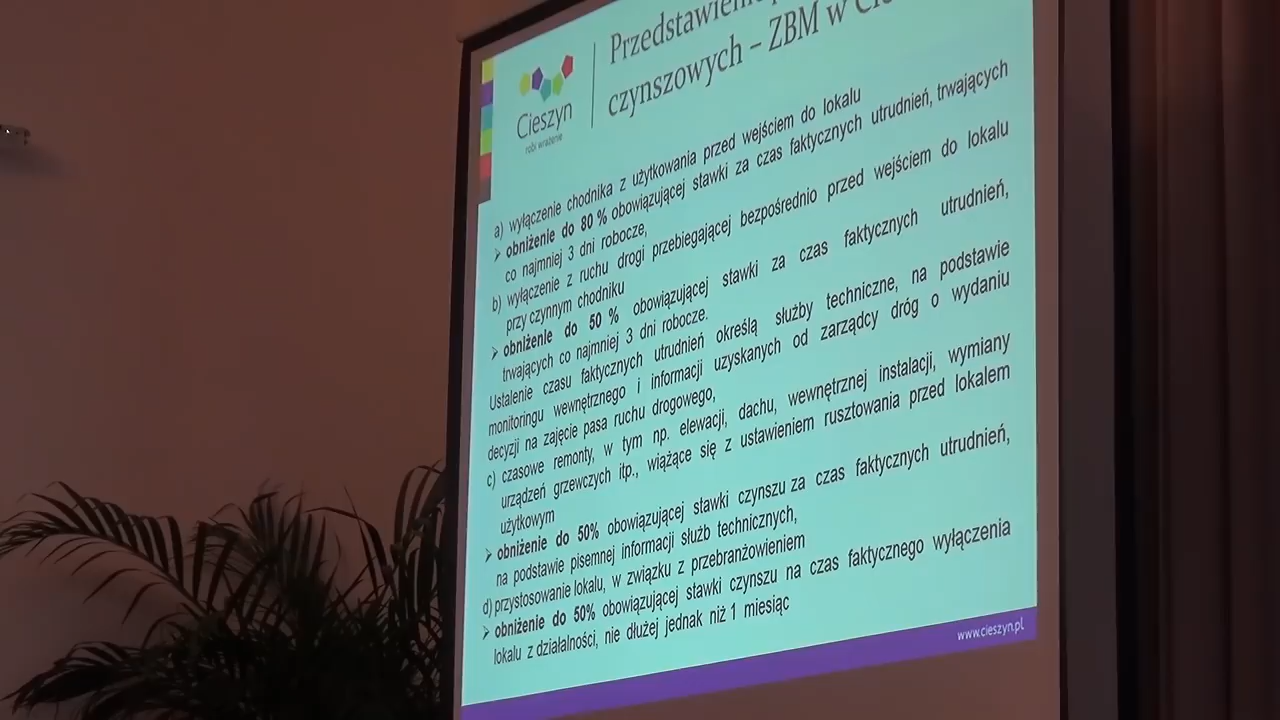 Cieszyn
robi wrażenie
czynszowych – ZBM w
a) wyłączenie chodnika z użytkowania przed wejściem do lokalu
➢ obniżenie do 80 % obowiązującej stawki za czas faktycznych utrudnień, trwających
co najmniej 3 dni robocze,
b) wyłączenie z ruchu drogi przebiegającej bezpośrednio przed wejściem do lokalu
przy czynnym chodniku
➢ obniżenie do 50 % obowiązującej stawki za czas faktycznych utrudnień,
trwających co najmniej 3 dni robocze.
Ustalenie czasu faktycznych utrudnień określą służby techniczne, na podstawie
monitoringu wewnętrznego i informacji uzyskanych od zarządcy dróg o wydaniu
decyzji na zajęcie pasa ruchu drogowego,
c) czasowe remonty, w tym np. elewacji, dachu, wewnętrznej instalacji, wymiany
urządzeń grzewczych itp., wiążące się z ustawieniem rusztowania przed lokalem
użytkowym
➢ obniżenie do 50% obowiązującej stawki czynszu za czas faktycznych utrudnień,
na podstawie pisemnej informacji służb technicznych,
d) przystosowanie lokalu, w związku z przebranżowieniem
➢ obniżenie do 50% obowiązującej stawki czynszu na czas faktycznego wyłączenia
lokalu z działalności, nie dłużej jednak niż 1 miesiąc
www.cieszyn.pl